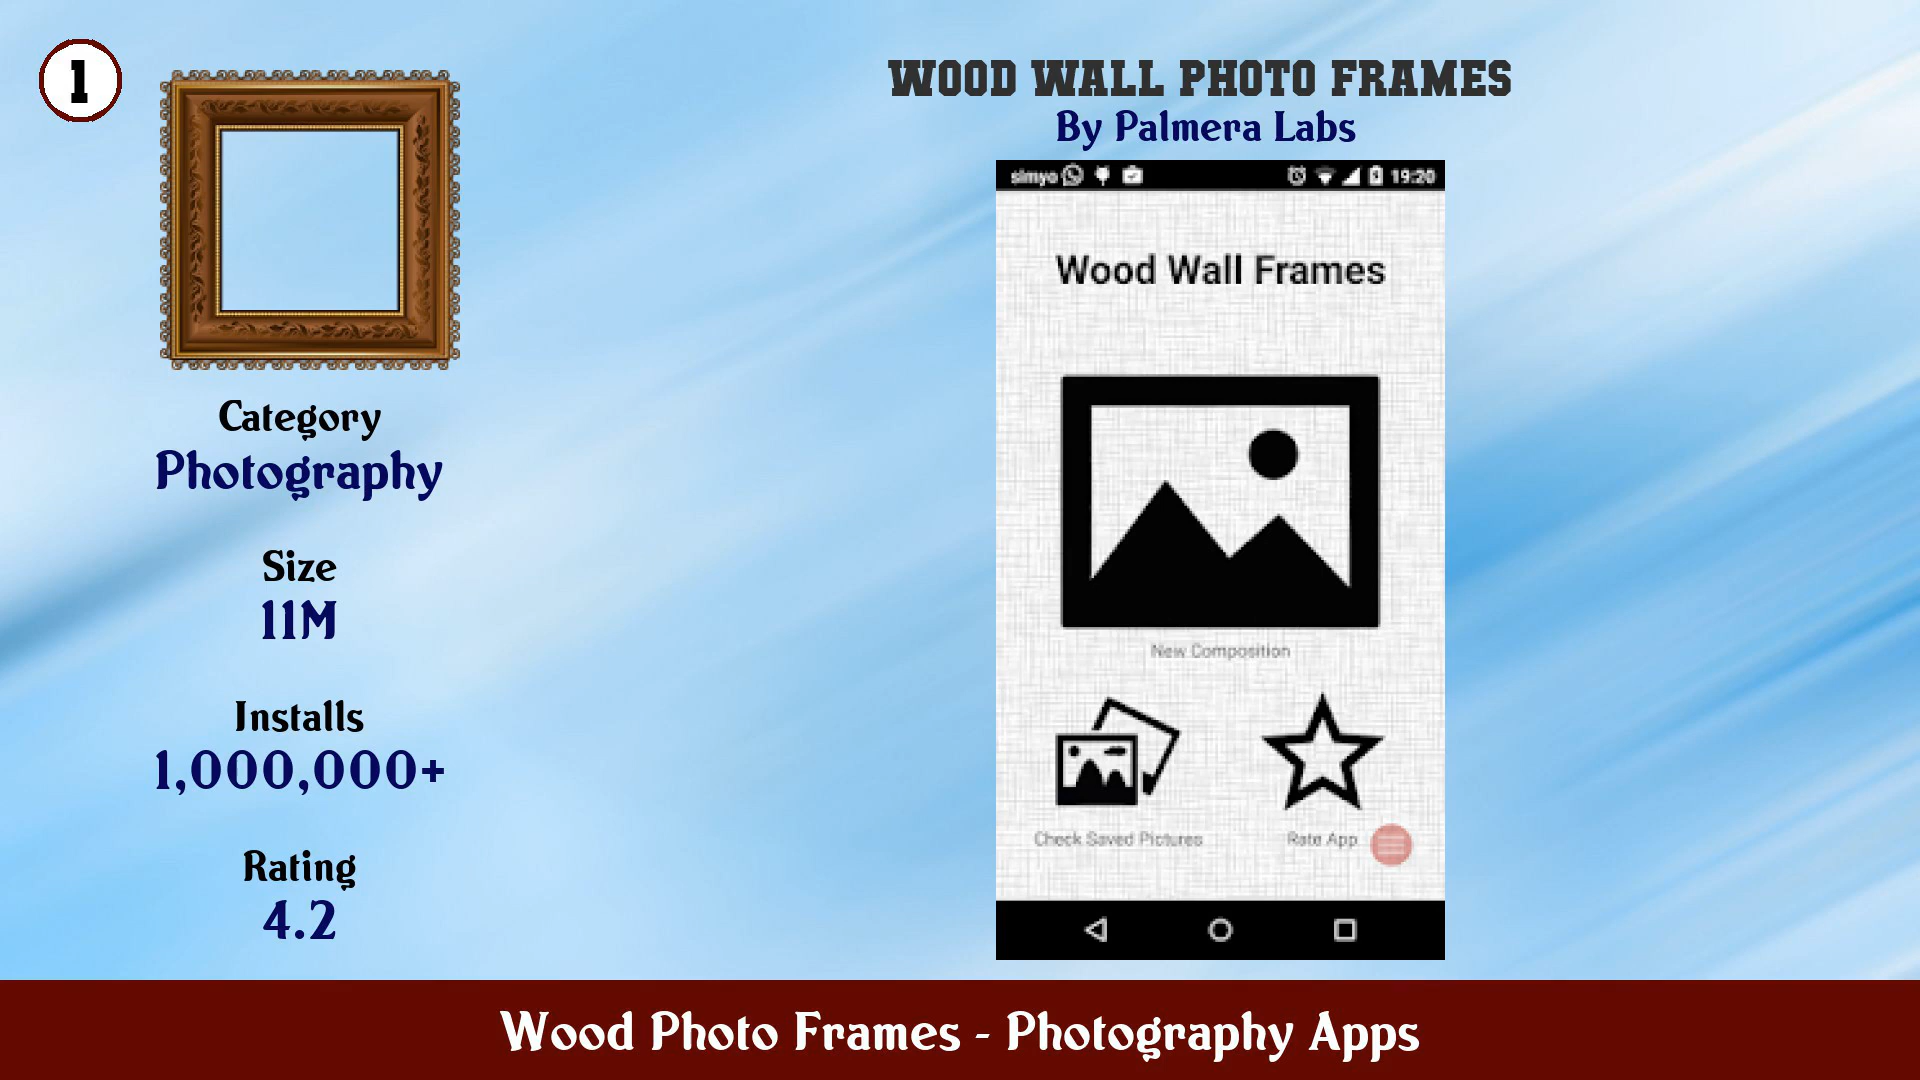 1
WOOD WALL PHOTO FRAMES
By Palmera Labs
simyo 19:20
Wood Wall Frames
New Composition
Check Saved Pictures
Rate App
Category
Photography
Size
11M
Installs
1,000,000+
Rating
4.2
Wood Photo Frames - Photography Apps